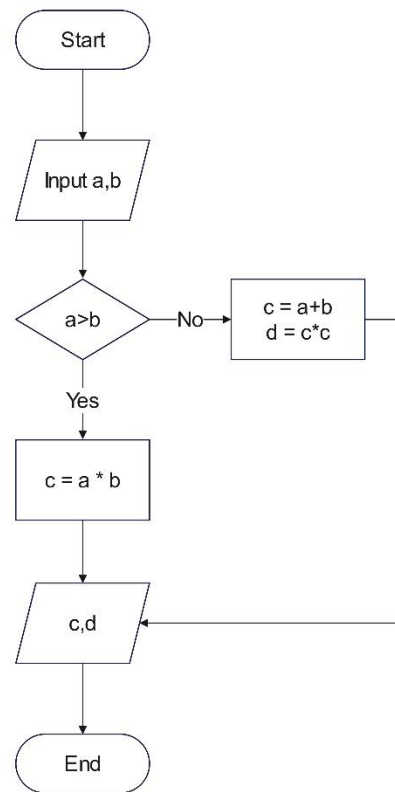 Start
Input a,b
a>b
No
c = a+b
d = c*c
Yes
c = a * b
c,d
End